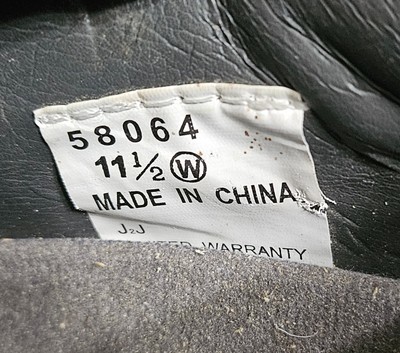 58064
11½ Ⓦ
MADE IN CHINA
J2J
WARRANTY